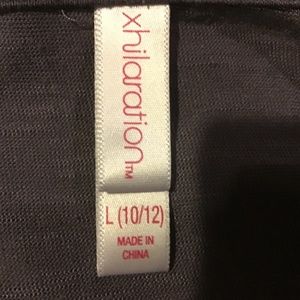 xhilaration™
L (10/12)
MADE IN
CHINA